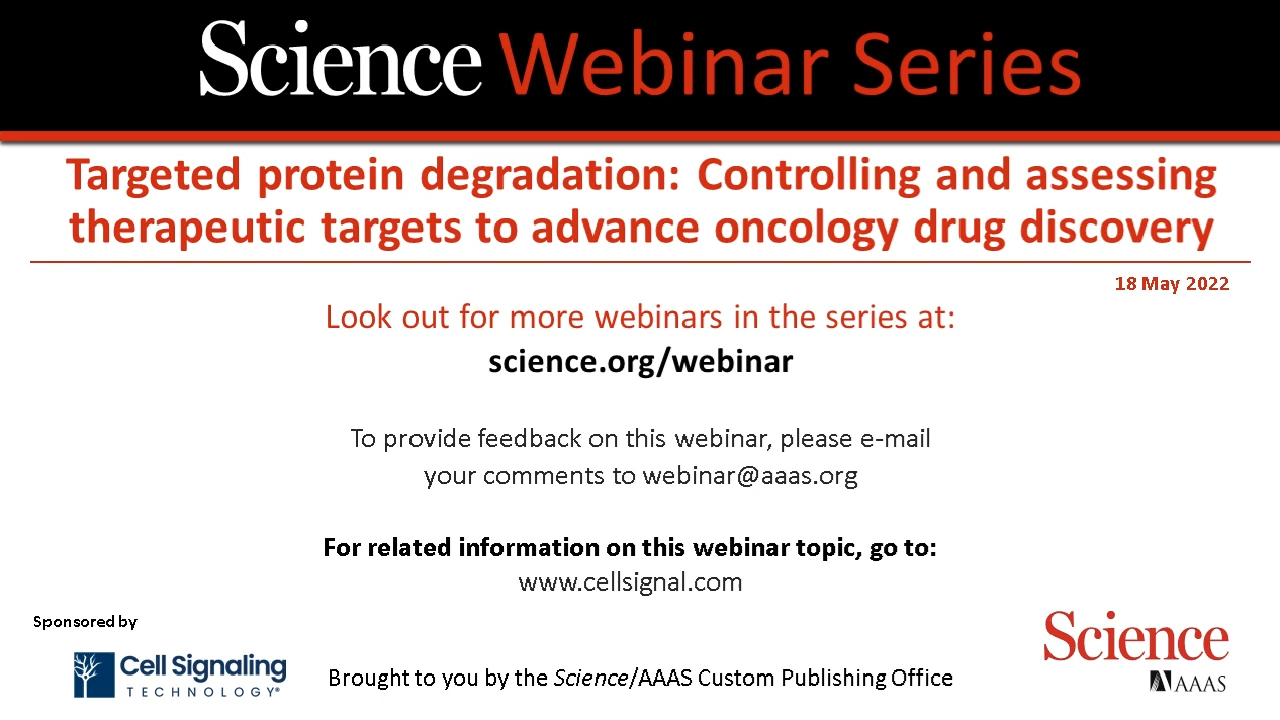 Science Webinar Series
Targeted protein degradation: Controlling and assessing
therapeutic targets to advance oncology drug discovery
18 May 2022
Look out for more webinars in the series at:
science.org/webinar
To provide feedback on this webinar, please e-mail
your comments to webinar@aaas.org
For related information on this webinar topic, go to:
www.cellsignal.com
Sponsored by
Cell Signaling
TECHNOLOGY®
Brought to you by the Science/AAAS Custom Publishing Office
Science
AAAS